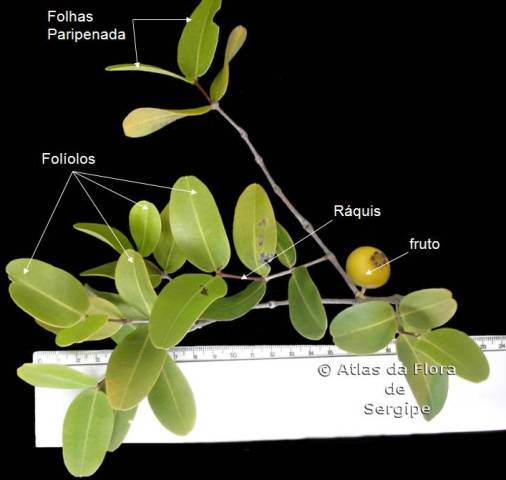 Folhas
Paripenada
Folíolos
Ráquis
fruto
© Atlas da Flora
de
Sergipe